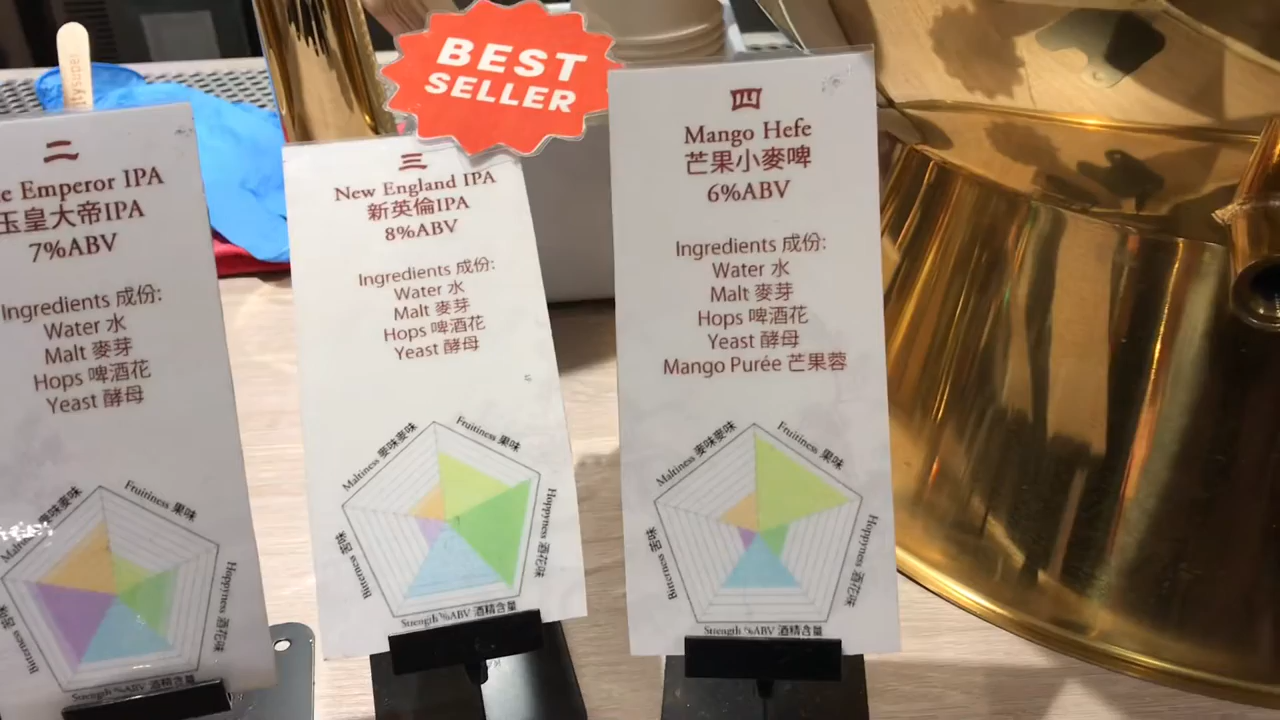 BEST
SELLER
二
Emperor IPA
玉皇大帝IPA
7%ABV
Ingredients 成份:
Water 水
Malt 麥芽
Hops 啤酒花
Yeast 酵母
Fruitiness 果味
Hoppyness 酒花味
Strength %ABV 酒精含量
Bitterness
三
New England IPA
新英倫IPA
8%ABV
Ingredients 成份:
Water 水
Malt 麥芽
Hops 啤酒花
Yeast 酵母
Maltiness 麥味麥味
Fruitiness 果味
Hoppyness 酒花味
Strength %ABV 酒精含量
Bitterness 苦味
四
Mango Hefe
芒果小麥啤
6%ABV
Ingredients 成份:
Water 水
Malt 麥芽
Hops 啤酒花
Yeast 酵母
Mango Purée 芒果蓉
Maltiness 麥味麥味
Fruitiness 果味
Hoppyness 酒花味
Strength %ABV 酒精含量
Bitterness 苦味